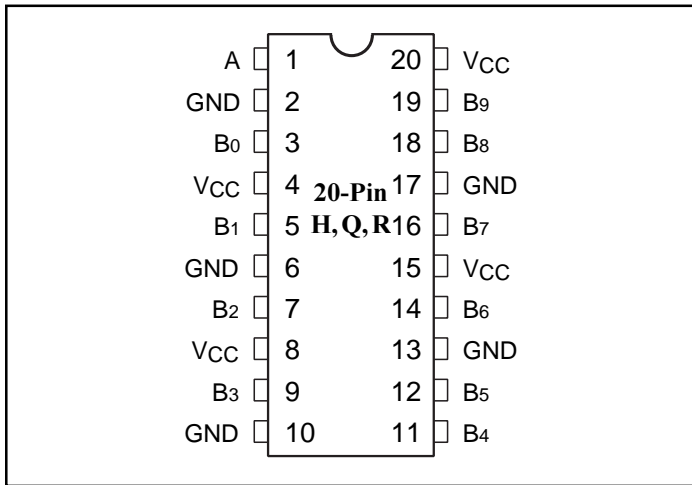 A 1 20 VCC
GND 2 19 B9
B0 3 18 B8
VCC 4 20-Pin 17 GND
B1 5 H, Q, R 16 B7
GND 6 15 VCC
B2 7 14 B6
VCC 8 13 GND
B3 9 12 B5
GND 10 11 B4